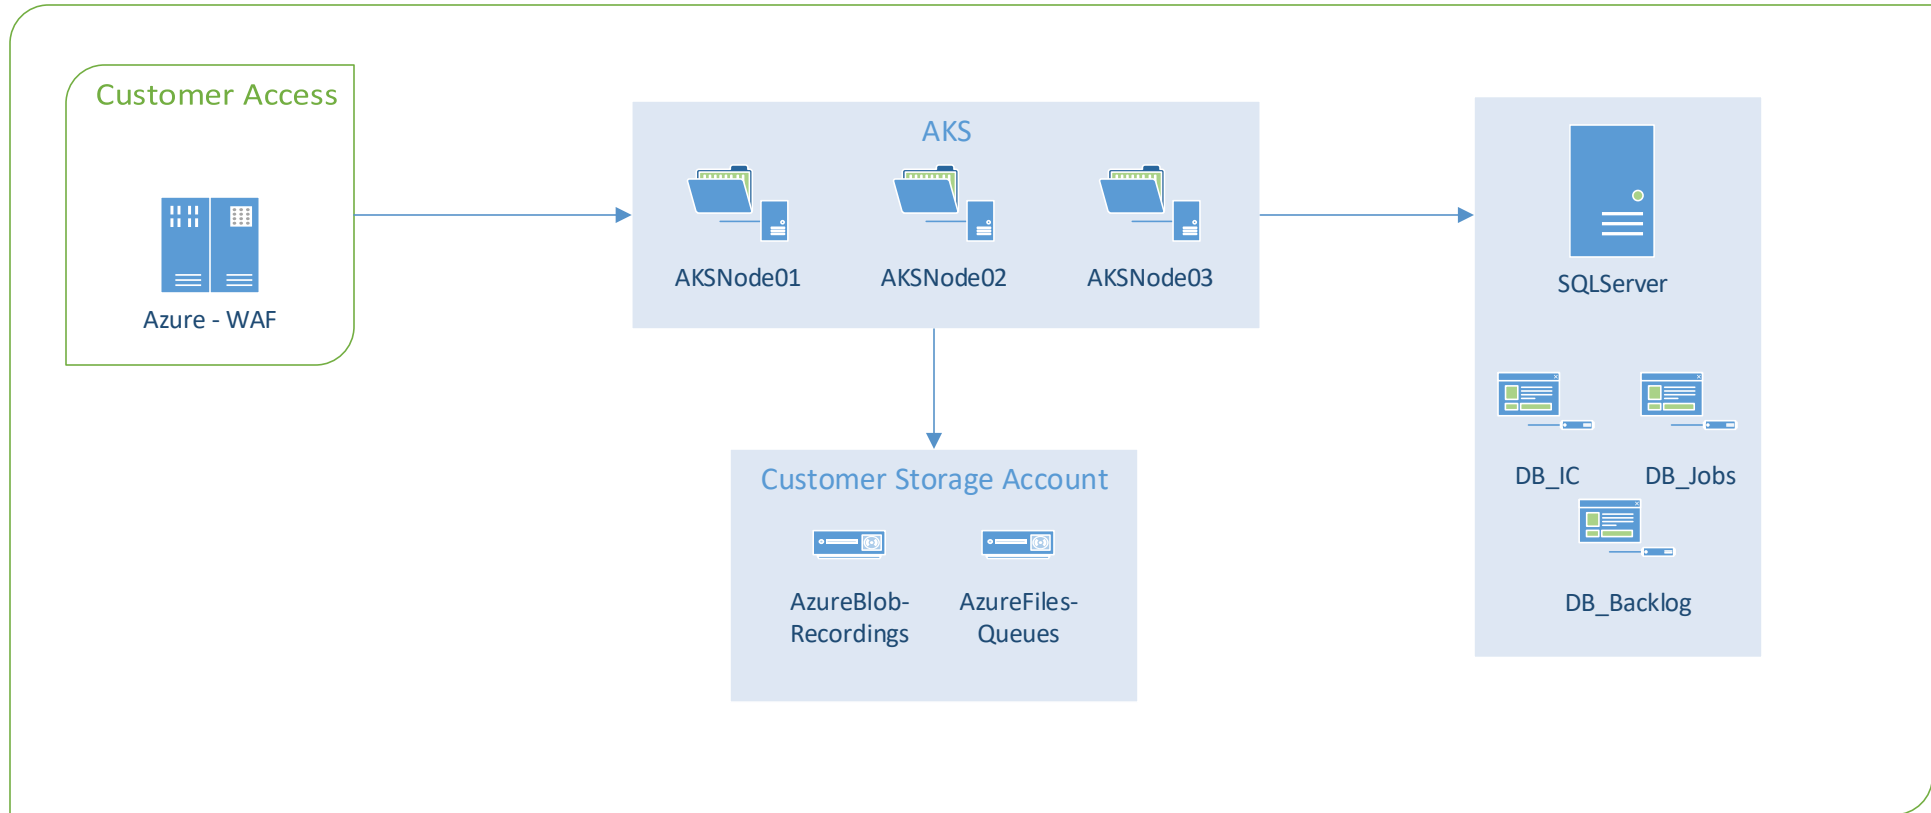 Customer Access
Azure - WAF
AKS
AKSNode01
AKSNode02
AKSNode03
Customer Storage Account
AzureBlob-
Recordings
AzureFiles-
Queues
SQLServer
DB_IC
DB_Jobs
DB_Backlog